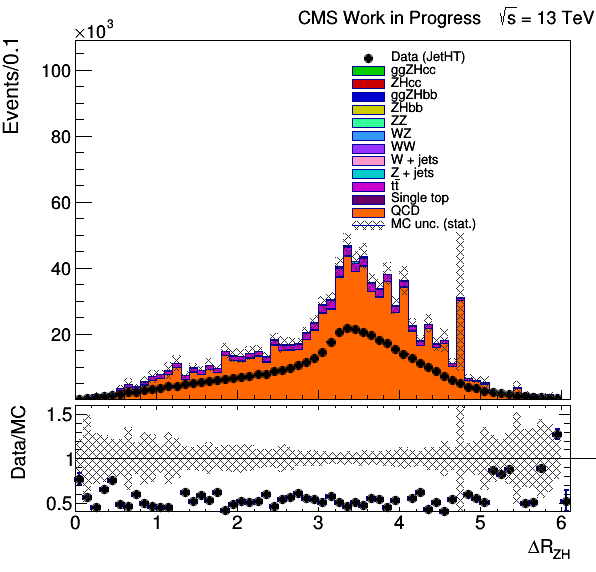 CMS Work in Progress √s = 13 TeV
×10³
Events/0.1
100
80
60
40
20
Data (JetHT)
ggZHcc
ZHcc
ggZHbb
ZHbb
ZZ
WZ
WW
W + jets
Z + jets
tt̄
Single top
QCD
MC unc. (stat.)
Data/MC
1.5
1
0.5
0 1 2 3 4 5 6
ΔR_ZH